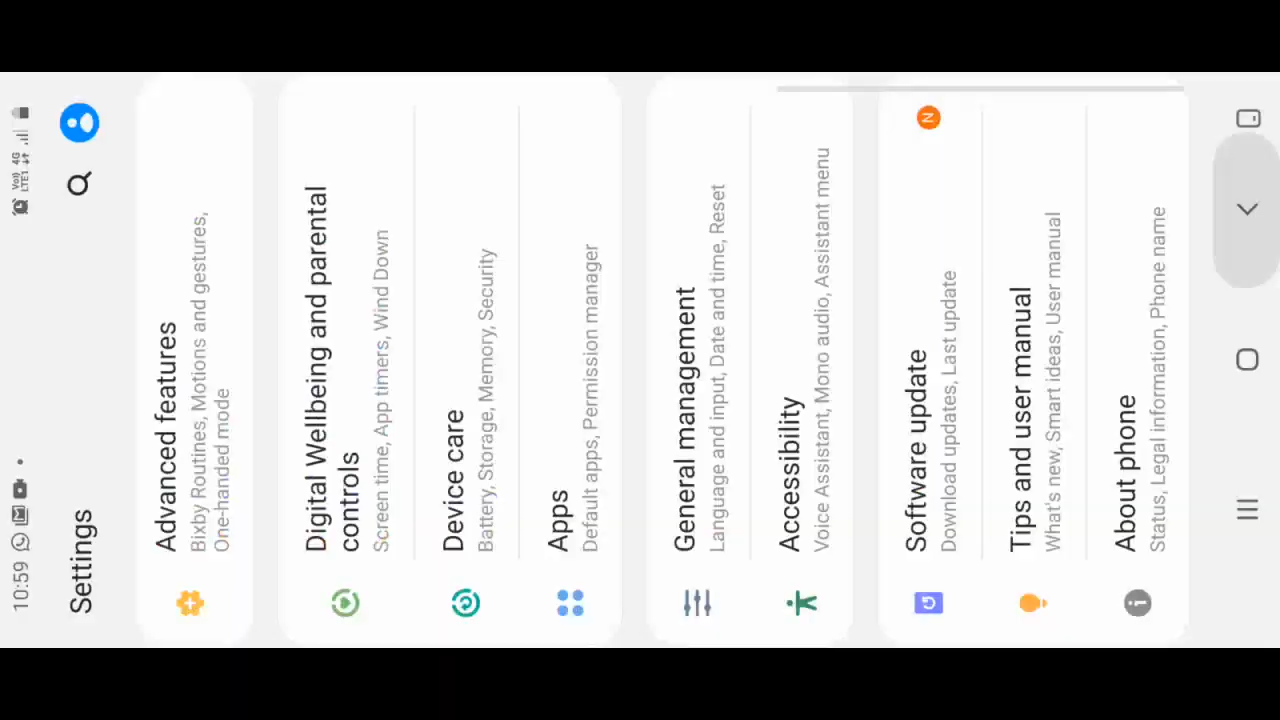 10:59
VoI) 4G
LTE1
Settings
Advanced features
Bixby Routines, Motions and gestures,
One-handed mode
Digital Wellbeing and parental
controls
Screen time, App timers, Wind Down
Device care
Battery, Storage, Memory, Security
Apps
Default apps, Permission manager
General management
Language and input, Date and time, Reset
Accessibility
Voice Assistant, Mono audio, Assistant menu
Software update
N
Download updates, Last update
Tips and user manual
What's new, Smart ideas, User manual
About phone
Status, Legal information, Phone name